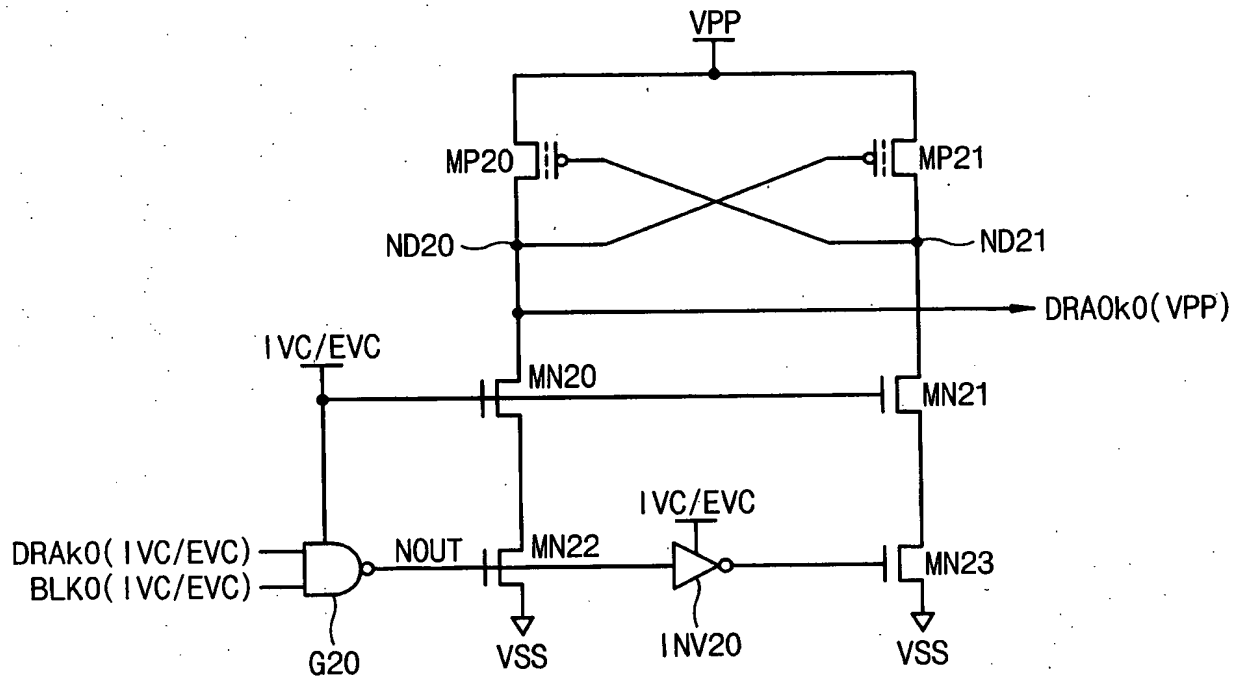 VPP
MP20
MP21
ND20
ND21
DRA0k0(VPP)
IVC/EVC
MN20
MN21
IVC/EVC
DRAk0(IVC/EVC)
BLK0(IVC/EVC)
NOUT
MN22
MN23
G20
VSS
INV20
VSS